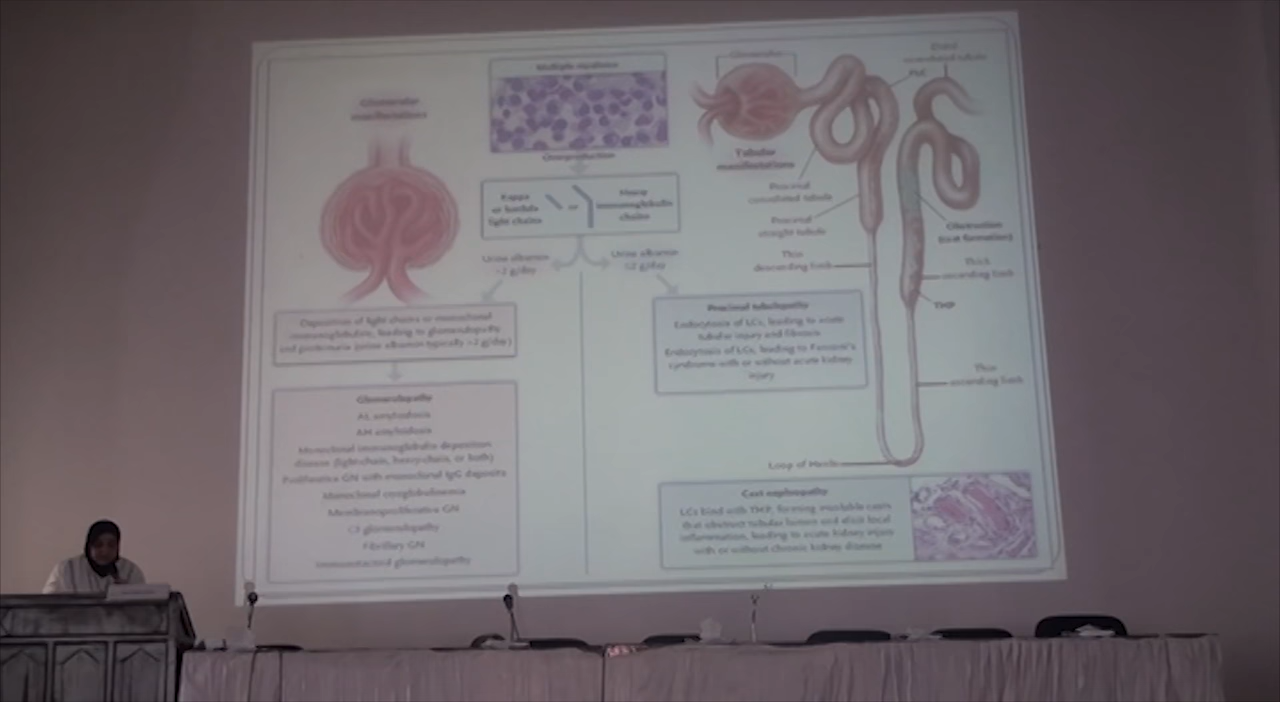 Glomerular
manifestations
Multiple myeloma
Overproduction
Kappa
or lambda
light chains
or
Heavy
immunoglobulin
chains
Urine albumin
Urine albumin
Deposition of light chains or monoclonal
immunoglobulin, leading to glomerulopathy
and proteinuria (urine albumin typically >2 g/day)
Glomerulopathy
AL amyloidosis
AH amyloidosis
Monoclonal immunoglobulin deposition
disease (light-chain, heavy-chain, or both)
Proliferative GN with monoclonal IgG deposits
Monoclonal cryoglobulinemia
Membranoproliferative GN
C3 glomerulopathy
Fibrillary GN
Immunotactoid glomerulopathy
Glomerulus
Tubular
manifestations
Proximal
convoluted tubule
Proximal
straight tubule
Thin
descending limb
Distal
convoluted tubule
Obstruction
(cast formation)
Thick
ascending limb
THP
Thin
ascending limb
Loop of Henle
Proximal tubulopathy
Endocytosis of LCs, leading to acute
tubular injury and fibrosis
Endocytosis of LCs, leading to Fanconi's
syndrome with or without acute kidney
injury
Cast nephropathy
LCs bind with THP, forming insoluble casts
that obstruct tubular lumen and elicit local
inflammation, leading to acute kidney injury
with or without chronic kidney disease